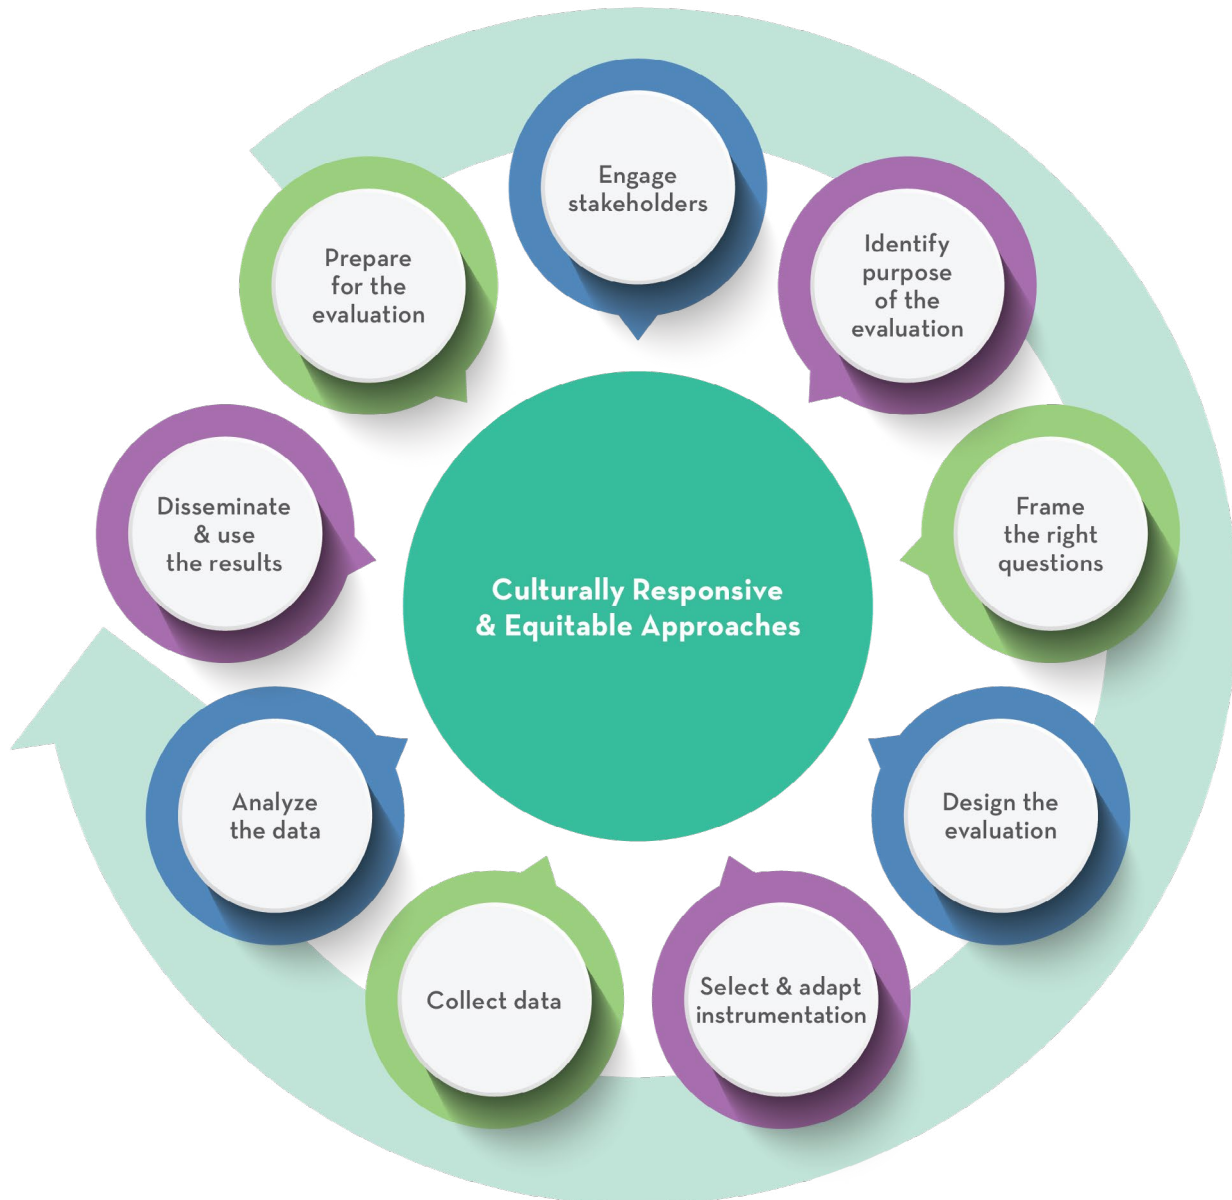 Engage
stakeholders
Identify
purpose
of the
evaluation
Frame
the right
questions
Design the
evaluation
Select & adapt
instrumentation
Collect data
Analyze
the data
Disseminate
& use
the results
Prepare
for the
evaluation
Culturally Responsive
& Equitable Approaches